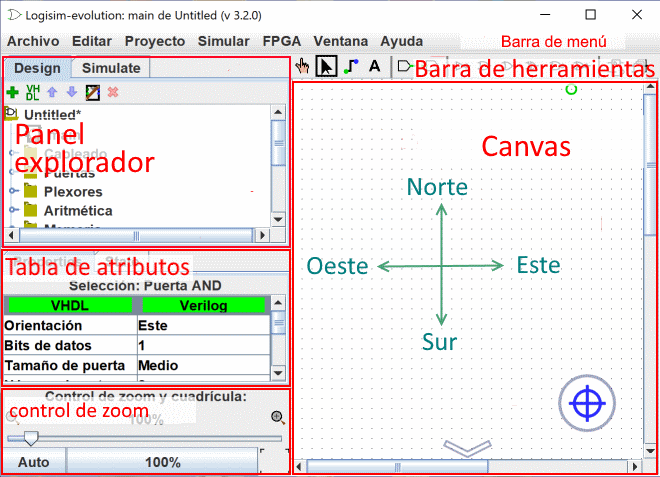 Logisim-evolution: main de Untitled (v 3.2.0)
Archivo Editar Proyecto Simular FPGA Ventana Ayuda
Barra de menú
Design Simulate
A
Barra de herramientas
VHDL
Untitled*
Panel
explorador
Cableado
Puertas
Plexores
Aritmética
Memoria
Canvas
Norte
Oeste
Este
Sur
Properties State
Tabla de atributos
Selección: Puerta AND
VHDL Verilog
Orientación Este
Bits de datos 1
Tamaño de puerta Medio
Control de zoom y cuadrícula:
control de zoom
100%
Auto 100%